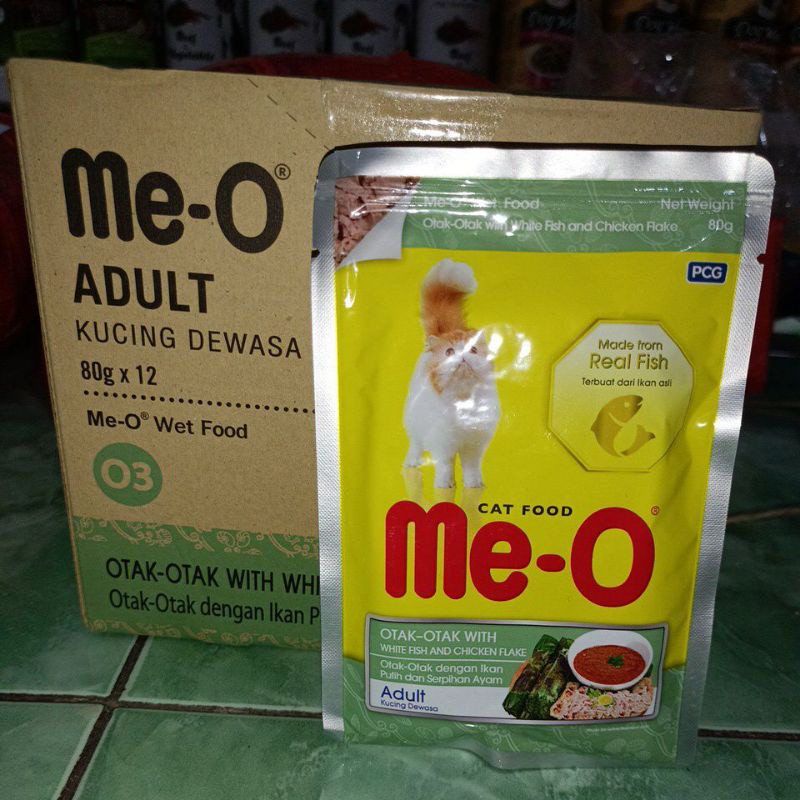 Me-O®
ADULT
KUCING DEWASA
80g x 12
Me-O® Wet Food
03
OTAK-OTAK WITH WHI
Otak-Otak dengan Ikan P
Me-O® Wet Food
Net Weight
Otak-Otak with White Fish and Chicken Flake
80g
PCG
Made from
Real Fish
Terbuat dari Ikan asli
CAT FOOD
Me-O®
OTAK-OTAK WITH
WHITE FISH AND CHICKEN FLAKE
Otak-Otak dengan Ikan
Putih dan Serpihan Ayam
Adult
Kucing Dewasa